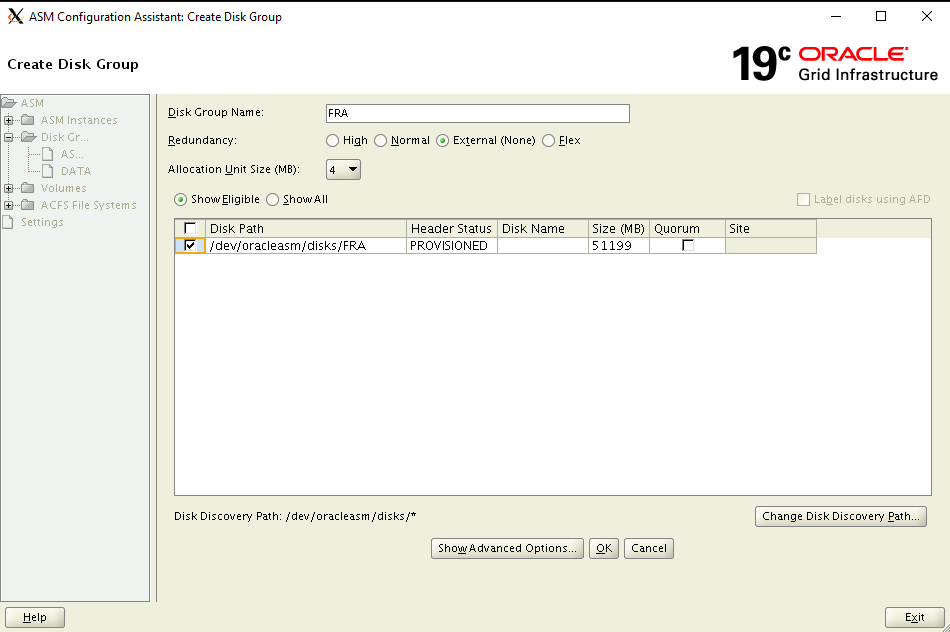 ASM Configuration Assistant: Create Disk Group
Create Disk Group
19c ORACLE
Grid Infrastructure
ASM
ASM Instances
Disk Gr...
AS...
DATA
Volumes
ACFS File Systems
Settings
Disk Group Name: FRA
Redundancy: High Normal External (None) Flex
Allocation Unit Size (MB): 4
Show Eligible Show All Label disks using AFD
Disk Path Header Status Disk Name Size (MB) Quorum Site
/dev/oracleasm/disks/FRA PROVISIONED 51199
Disk Discovery Path: /dev/oracleasm/disks/* Change Disk Discovery Path...
Show Advanced Options... OK Cancel
Help Exit